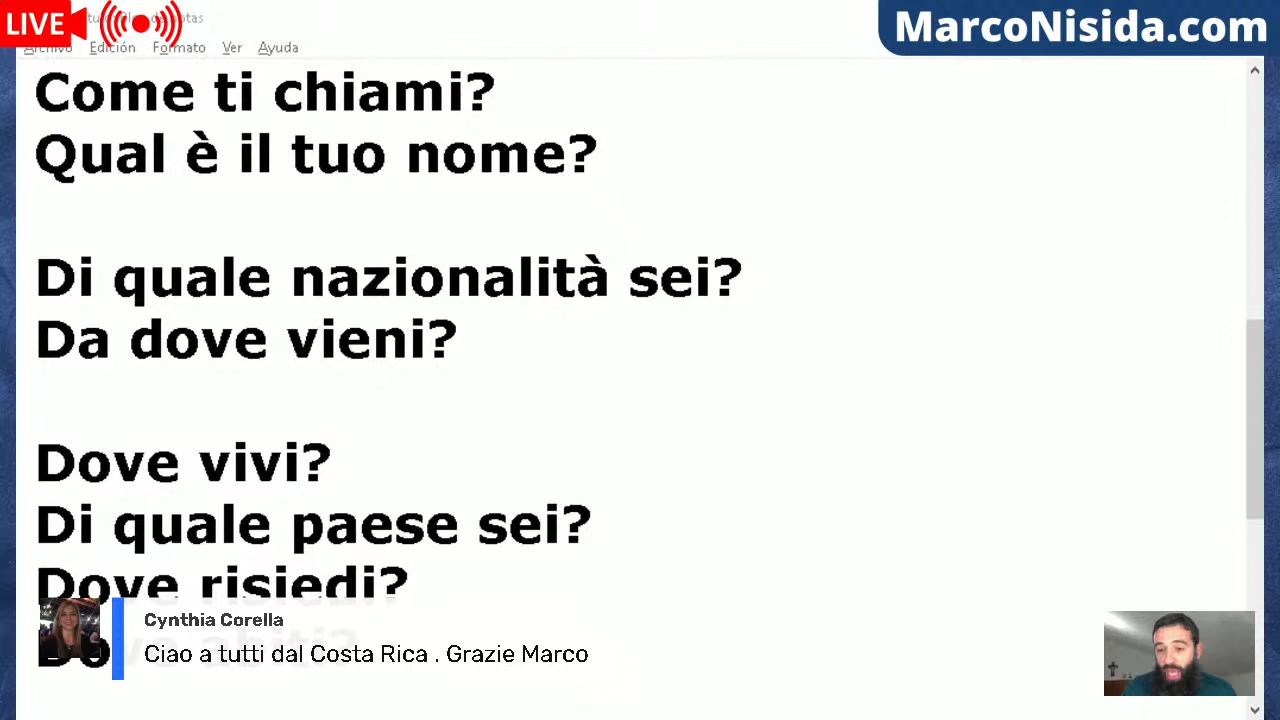 LIVE
MarcoNisida.com
Archivo Edición Formato Ver Ayuda
Come ti chiami?
Qual è il tuo nome?
Di quale nazionalità sei?
Da dove vieni?
Dove vivi?
Di quale paese sei?
Dove risiedi?
Dove abiti?
Cynthia Corella
Ciao a tutti dal Costa Rica . Grazie Marco